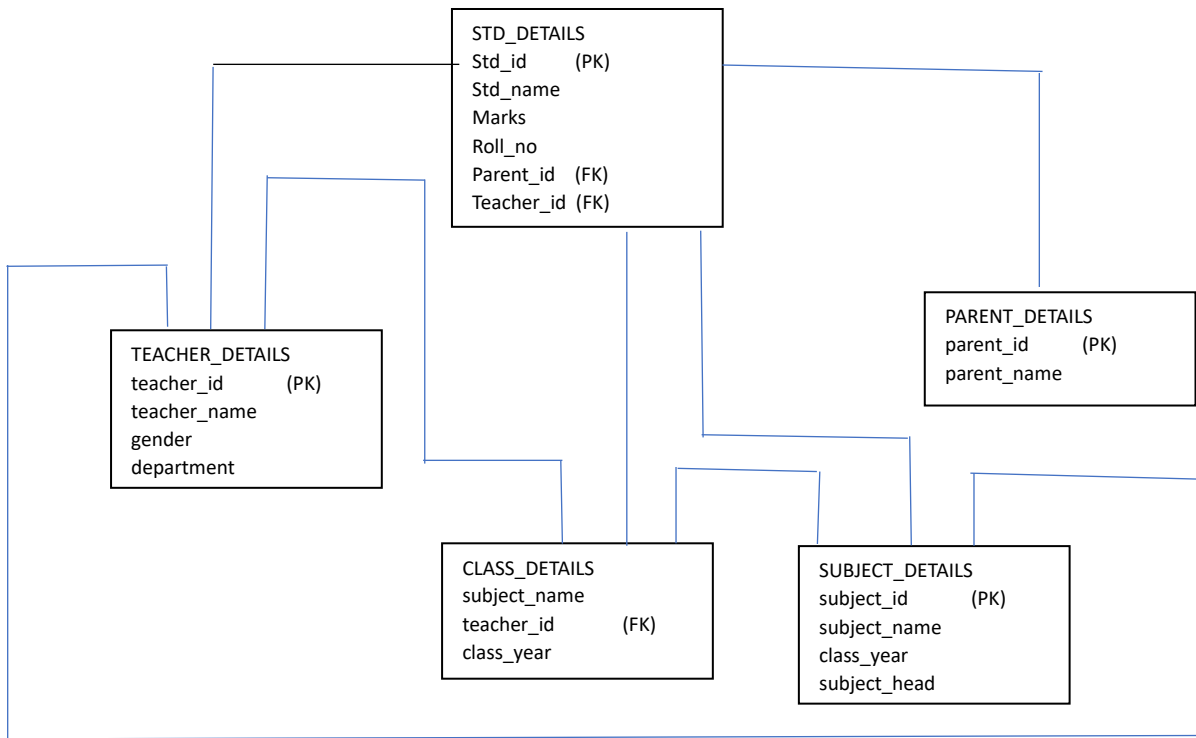 STD_DETAILS
Std_id (PK)
Std_name
Marks
Roll_no
Parent_id (FK)
Teacher_id (FK)
TEACHER_DETAILS
teacher_id (PK)
teacher_name
gender
department
PARENT_DETAILS
parent_id (PK)
parent_name
CLASS_DETAILS
subject_name
teacher_id (FK)
class_year
SUBJECT_DETAILS
subject_id (PK)
subject_name
class_year
subject_head